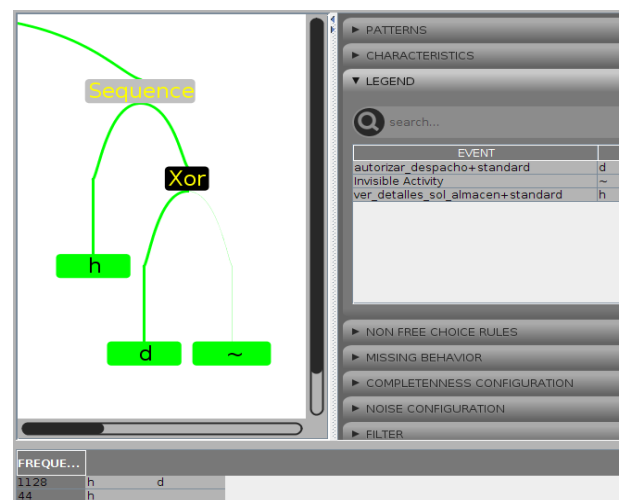 Sequence
Xor
h
d ~
PATTERNS
CHARACTERISTICS
LEGEND
search...
EVENT
autorizar_despacho+standard d
Invisible Activity ~
ver_detalles_sol_almacen+standard h
NON FREE CHOICE RULES
MISSING BEHAVIOR
COMPLETENNESS CONFIGURATION
NOISE CONFIGURATION
FILTER
FREQUE...
1128 h d
44 h